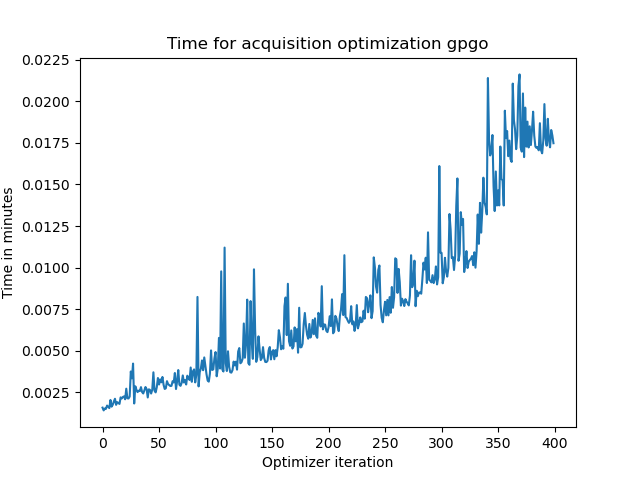 Time for acquisition optimization gpgo
Time in minutes
0.0225
0.0200
0.0175
0.0150
0.0125
0.0100
0.0075
0.0050
0.0025
0 50 100 150 200 250 300 350 400
Optimizer iteration